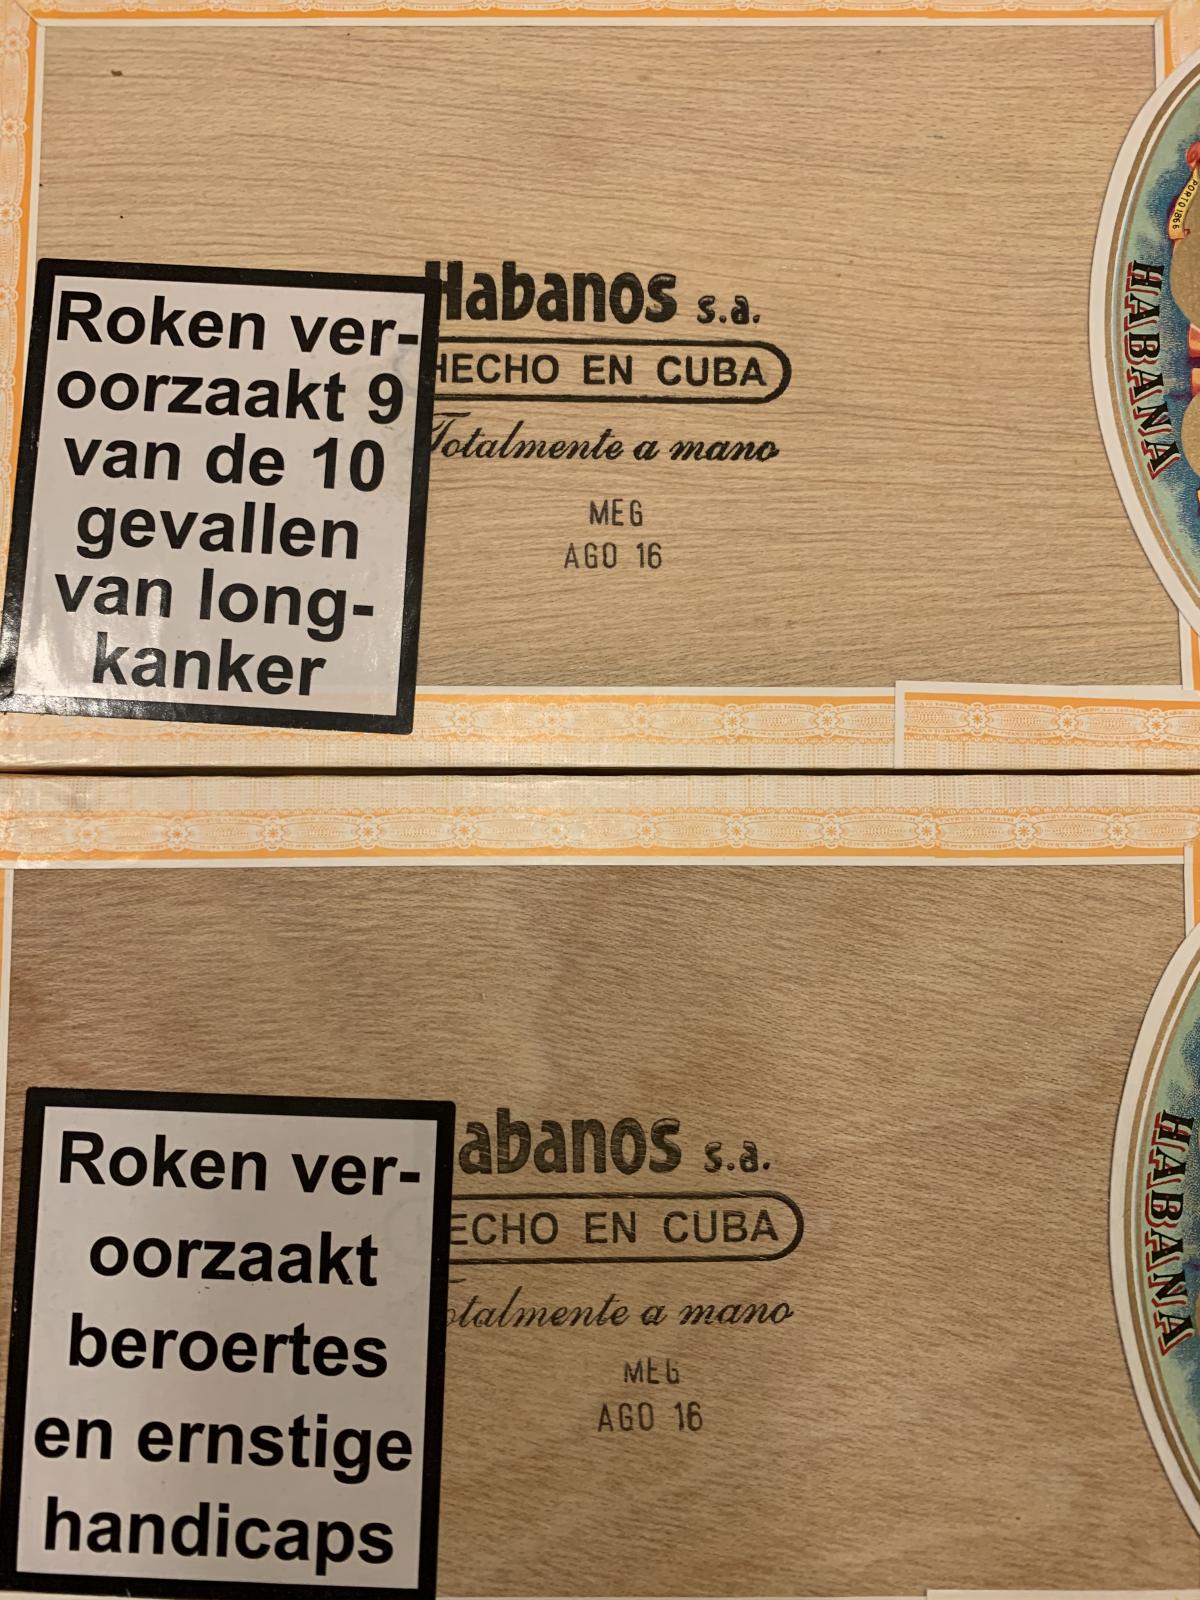 PORTO 1866
HABANA
Habanos s.a.
HECHO EN CUBA
Totalmente a mano
MEG
AGO 16
Roken ver-
oorzaakt 9
van de 10
gevallen
van long-
kanker
HABANA
abanos s.a.
ECHO EN CUBA
otalmente a mano
MEG
AGO 16
Roken ver-
oorzaakt
beroertes
en ernstige
handicaps